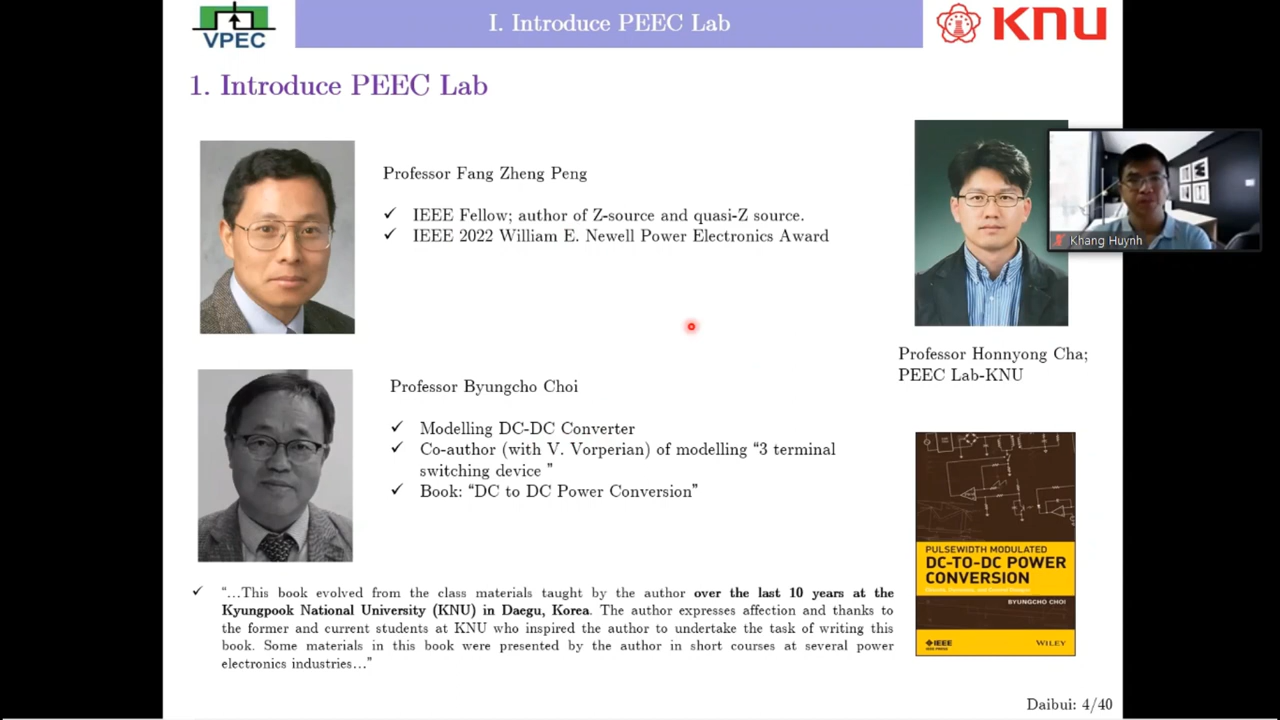 VPEC
I. Introduce PEEC Lab
KNU
1. Introduce PEEC Lab
Professor Fang Zheng Peng
✓ IEEE Fellow; author of Z-source and quasi-Z source.
✓ IEEE 2022 William E. Newell Power Electronics Award
Khang Huynh
Professor Honnyong Cha;
PEEC Lab-KNU
Professor Byungcho Choi
✓ Modelling DC-DC Converter
✓ Co-author (with V. Vorperian) of modelling “3 terminal
switching device ”
✓ Book: “DC to DC Power Conversion”
PULSEWIDTH MODULATED
DC-TO-DC POWER
CONVERSION
BYUNGCHO CHOI
IEEE
IEEE PRESS
WILEY
✓ “…This book evolved from the class materials taught by the author over the last 10 years at the
Kyungpook National University (KNU) in Daegu, Korea. The author expresses affection and thanks to
the former and current students at KNU who inspired the author to undertake the task of writing this
book. Some materials in this book were presented by the author in short courses at several power
electronics industries…”
Daibui: 4/40